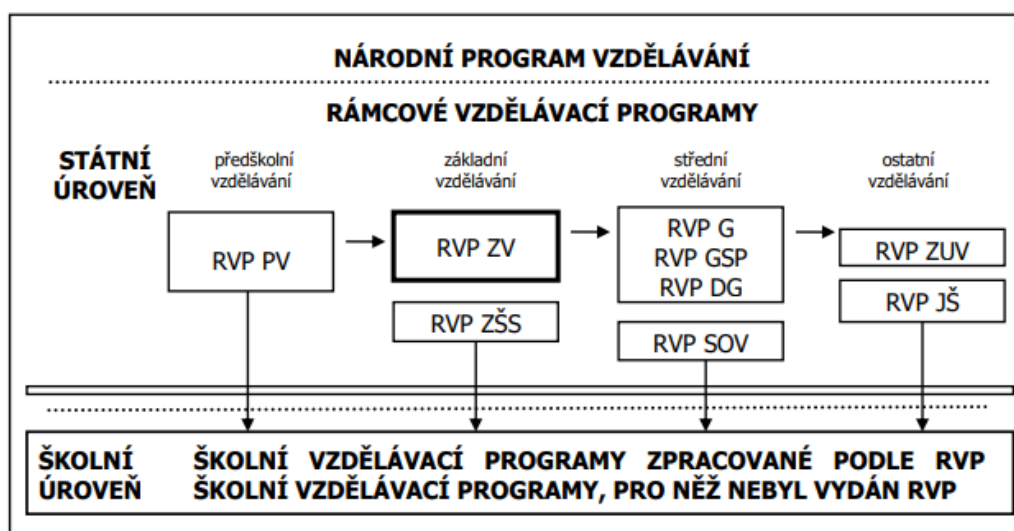 NÁRODNÍ PROGRAM VZDĚLÁVÁNÍ
RÁMCOVÉ VZDĚLÁVACÍ PROGRAMY
STÁTNÍ
ÚROVEŇ
předškolní
vzdělávání
základní
vzdělávání
střední
vzdělávání
ostatní
vzdělávání
RVP PV
RVP ZV
RVP ZŠS
RVP G
RVP GSP
RVP DG
RVP SOV
RVP ZUV
RVP JŠ
ŠKOLNÍ
ÚROVEŇ
ŠKOLNÍ VZDĚLÁVACÍ PROGRAMY ZPRACOVANÉ PODLE RVP
ŠKOLNÍ VZDĚLÁVACÍ PROGRAMY, PRO NĚŽ NEBYL VYDÁN RVP